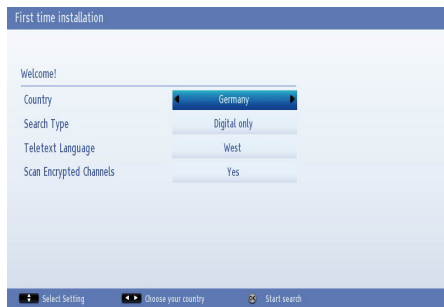 First time installation
Welcome!
Country Germany
Search Type Digital only
Teletext Language West
Scan Encrypted Channels Yes
Select Setting Choose your country OK Start search